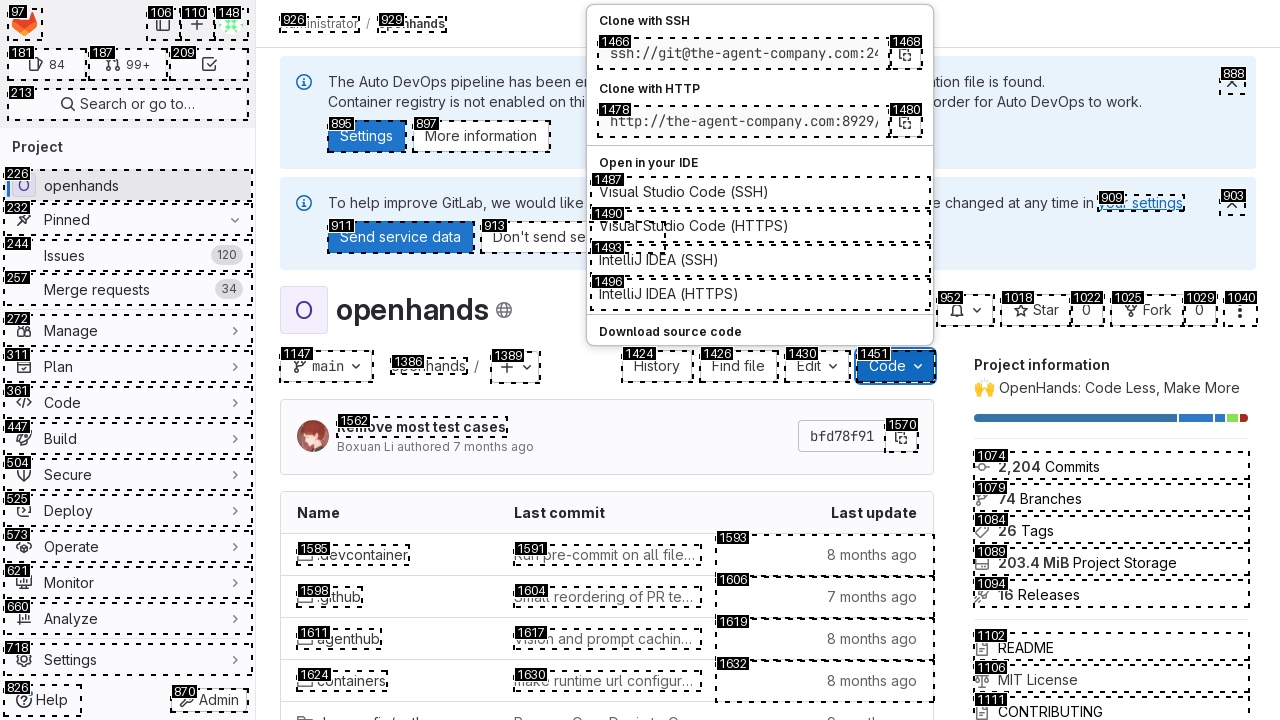 97
106
110
148
181
84
187
99+
209
213
Search or go to…
Project
226
O
openhands
232
Pinned
244
Issues
120
257
Merge requests
34
272
Manage
311
Plan
361
Code
447
Build
504
Secure
525
Deploy
573
Operate
621
Monitor
660
Analyze
718
Settings
826
Help
870
Admin
926
Administrator
/
929
openhands
The Auto DevOps pipeline has been en
ation file is found.
Container registry is not enabled on thi
order for Auto DevOps to work.
888
895
Settings
897
More information
To help improve GitLab, we would like
e changed at any time in
909
your settings
903
911
Send service data
913
Don't send se
Clone with SSH
1466
ssh://git@the-agent-company.com:24
1468
Clone with HTTP
1478
http://the-agent-company.com:8929/
1480
Open in your IDE
1487
Visual Studio Code (SSH)
1490
Visual Studio Code (HTTPS)
1493
IntelliJ IDEA (SSH)
1496
IntelliJ IDEA (HTTPS)
Download source code
O
openhands
952
1018
Star
1022
0
1025
Fork
1029
0
1040
1147
main
1386
openhands
/
1389
1424
History
1426
Find file
1430
Edit
1451
Code
1562
Remove most test cases
Boxuan Li authored 7 months ago
bfd78f91
1570
Name
Last commit
Last update
1585
.devcontainer
1591
Run pre-commit on all file…
1593
8 months ago
1598
.github
1604
Small reordering of PR te…
1606
7 months ago
1611
agenthub
1617
Vision and prompt cachin…
1619
8 months ago
1624
containers
1630
make runtime url configur…
1632
8 months ago
Project information
🙌 OpenHands: Code Less, Make More
1074
2,204 Commits
1079
74 Branches
1084
26 Tags
1089
203.4 MiB Project Storage
1094
16 Releases
1102
README
1106
MIT License
1111
CONTRIBUTING